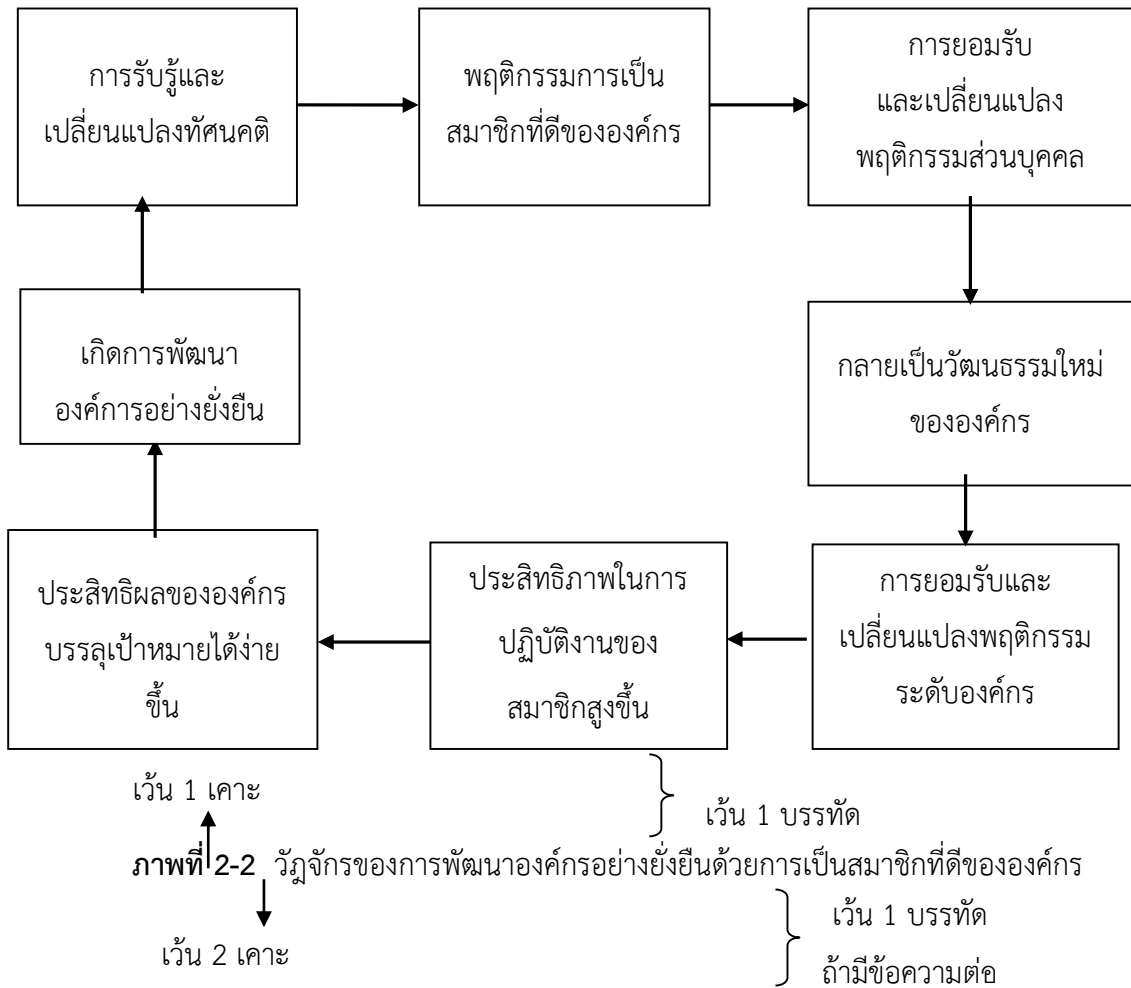 การรับรู้และ
เปลี่ยนแปลงทัศนคติ
พฤติกรรมการเป็น
สมาชิกที่ดีขององค์กร
การยอมรับ
และเปลี่ยนแปลง
พฤติกรรมส่วนบุคคล
เกิดการพัฒนา
องค์การอย่างยั่งยืน
กลายเป็นวัฒนธรรมใหม่
ขององค์กร
ประสิทธิผลขององค์กร
บรรลุเป้าหมายได้ง่าย
ขึ้น
ประสิทธิภาพในการ
ปฏิบัติงานของ
สมาชิกสูงขึ้น
การยอมรับและ
เปลี่ยนแปลงพฤติกรรม
ระดับองค์กร
เว้น 1 เคาะ
เว้น 1 บรรทัด
ภาพที่ 2-2 วัฎจักรของการพัฒนาองค์กรอย่างยั่งยืนด้วยการเป็นสมาชิกที่ดีขององค์กร
เว้น 2 เคาะ
เว้น 1 บรรทัด
ถ้ามีข้อความต่อ